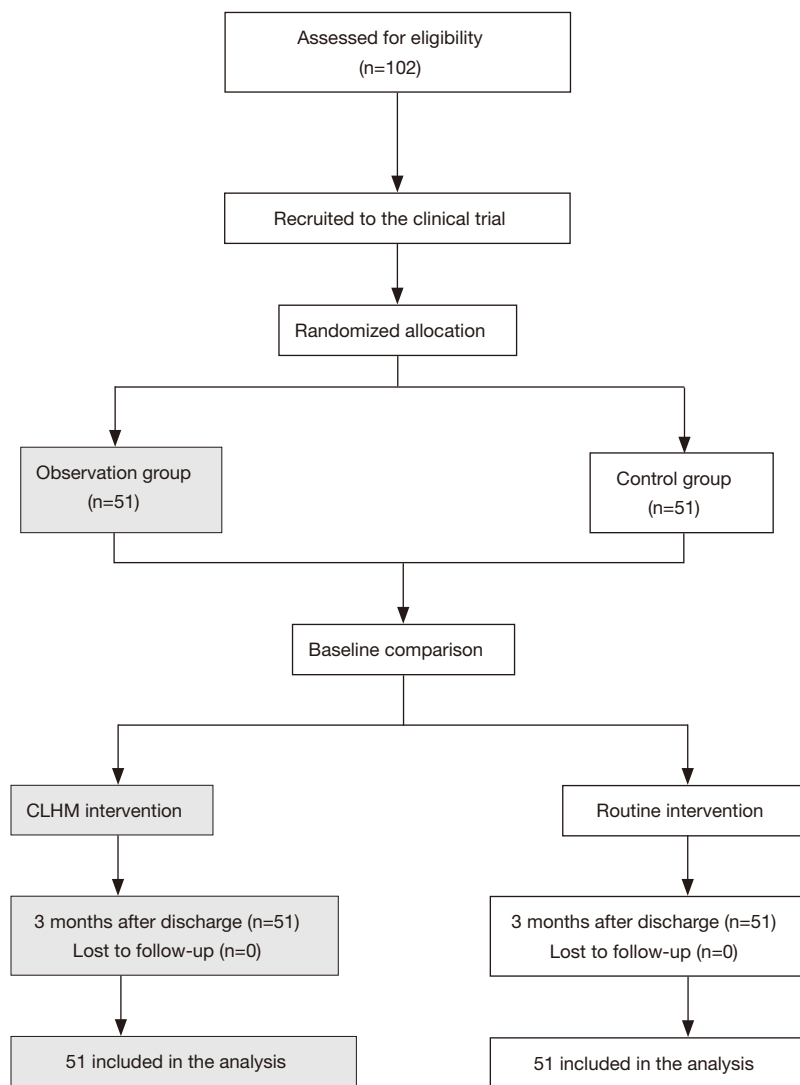 Assessed for eligibility
(n=102)
Recruited to the clinical trial
Randomized allocation
Observation group
(n=51)
Control group
(n=51)
Baseline comparison
CLHM intervention
Routine intervention
3 months after discharge (n=51)
Lost to follow-up (n=0)
3 months after discharge (n=51)
Lost to follow-up (n=0)
51 included in the analysis
51 included in the analysis